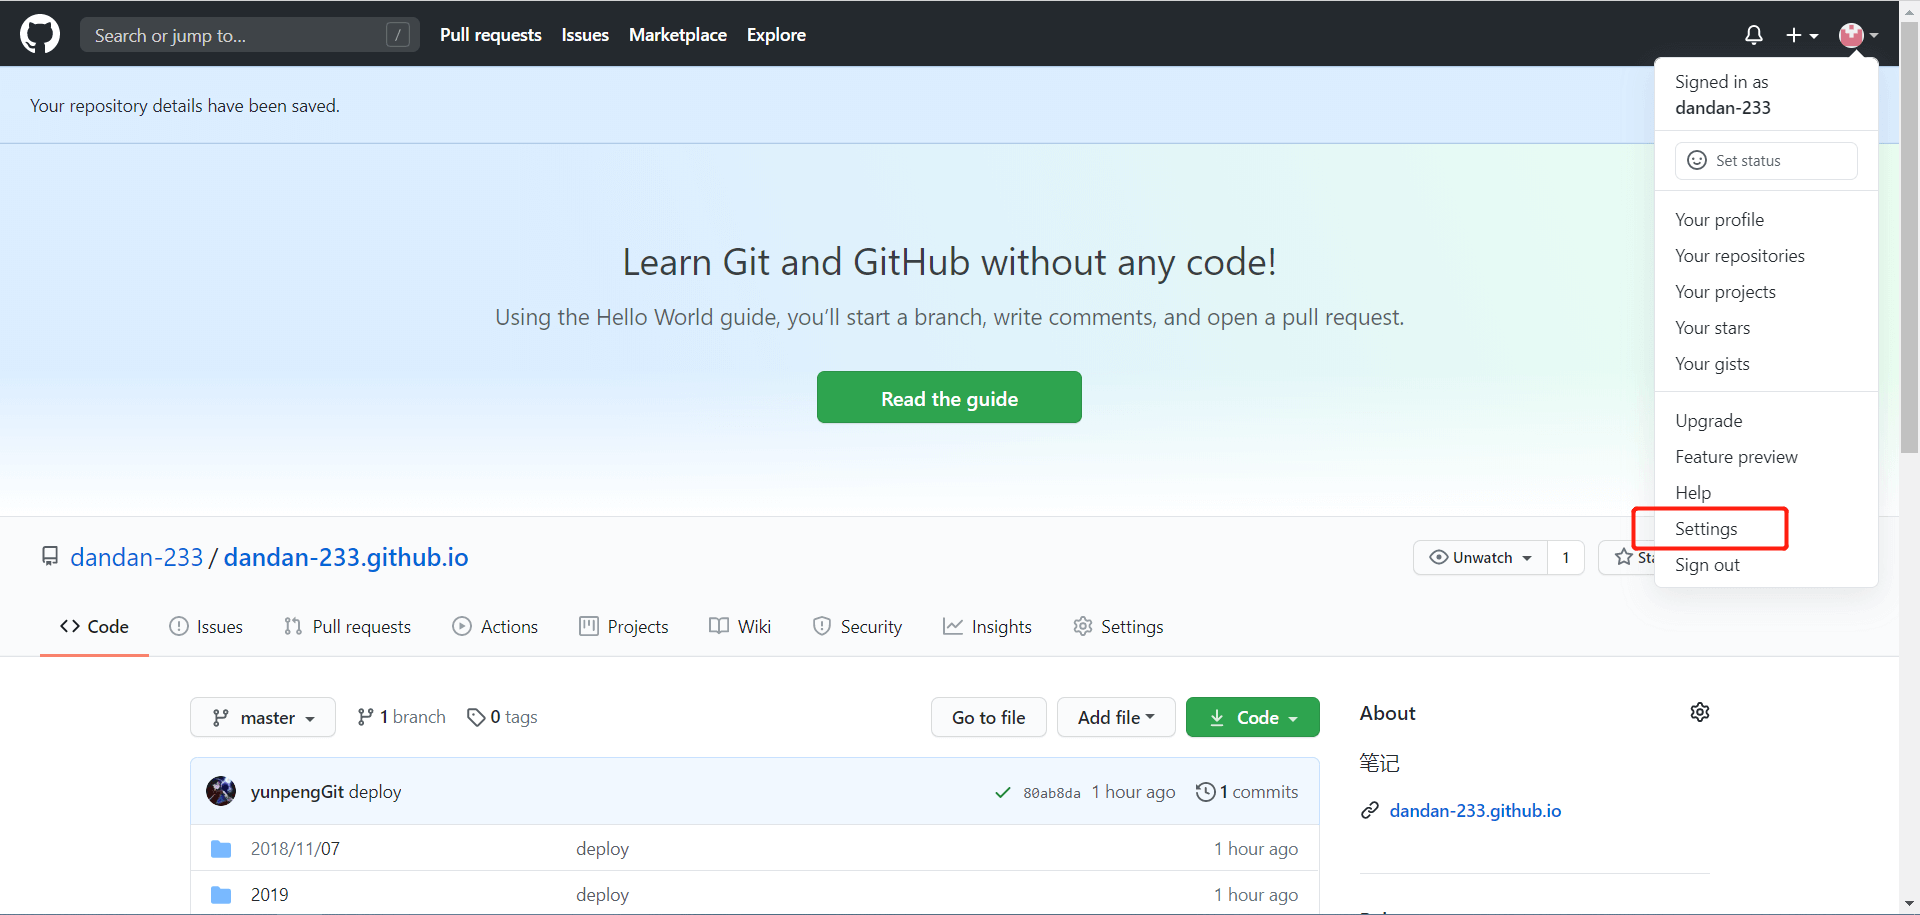 Search or jump to... /
Pull requests Issues Marketplace Explore
Your repository details have been saved.
Signed in as
dandan-233
Set status
Your profile
Your repositories
Your projects
Your stars
Your gists
Upgrade
Feature preview
Help
Settings
Sign out
Learn Git and GitHub without any code!
Using the Hello World guide, you’ll start a branch, write comments, and open a pull request.
Read the guide
dandan-233 / dandan-233.github.io
Unwatch 1
Code Issues Pull requests Actions Projects Wiki Security Insights Settings
master 1 branch 0 tags Go to file Add file Code
yunpengGit deploy 80ab8da 1 hour ago 1 commits
2018/11/07 deploy 1 hour ago
2019 deploy 1 hour ago
About
笔记
dandan-233.github.io